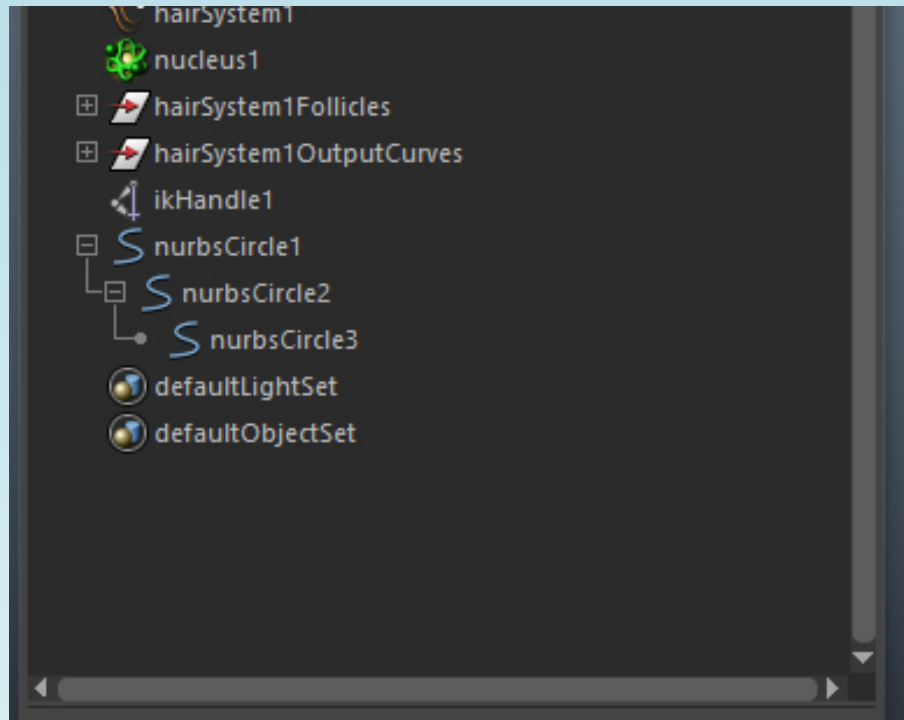 hairSystem1
nucleus1
hairSystem1Follicles
hairSystem1OutputCurves
ikHandle1
nurbsCircle1
nurbsCircle2
nurbsCircle3
defaultLightSet
defaultObjectSet